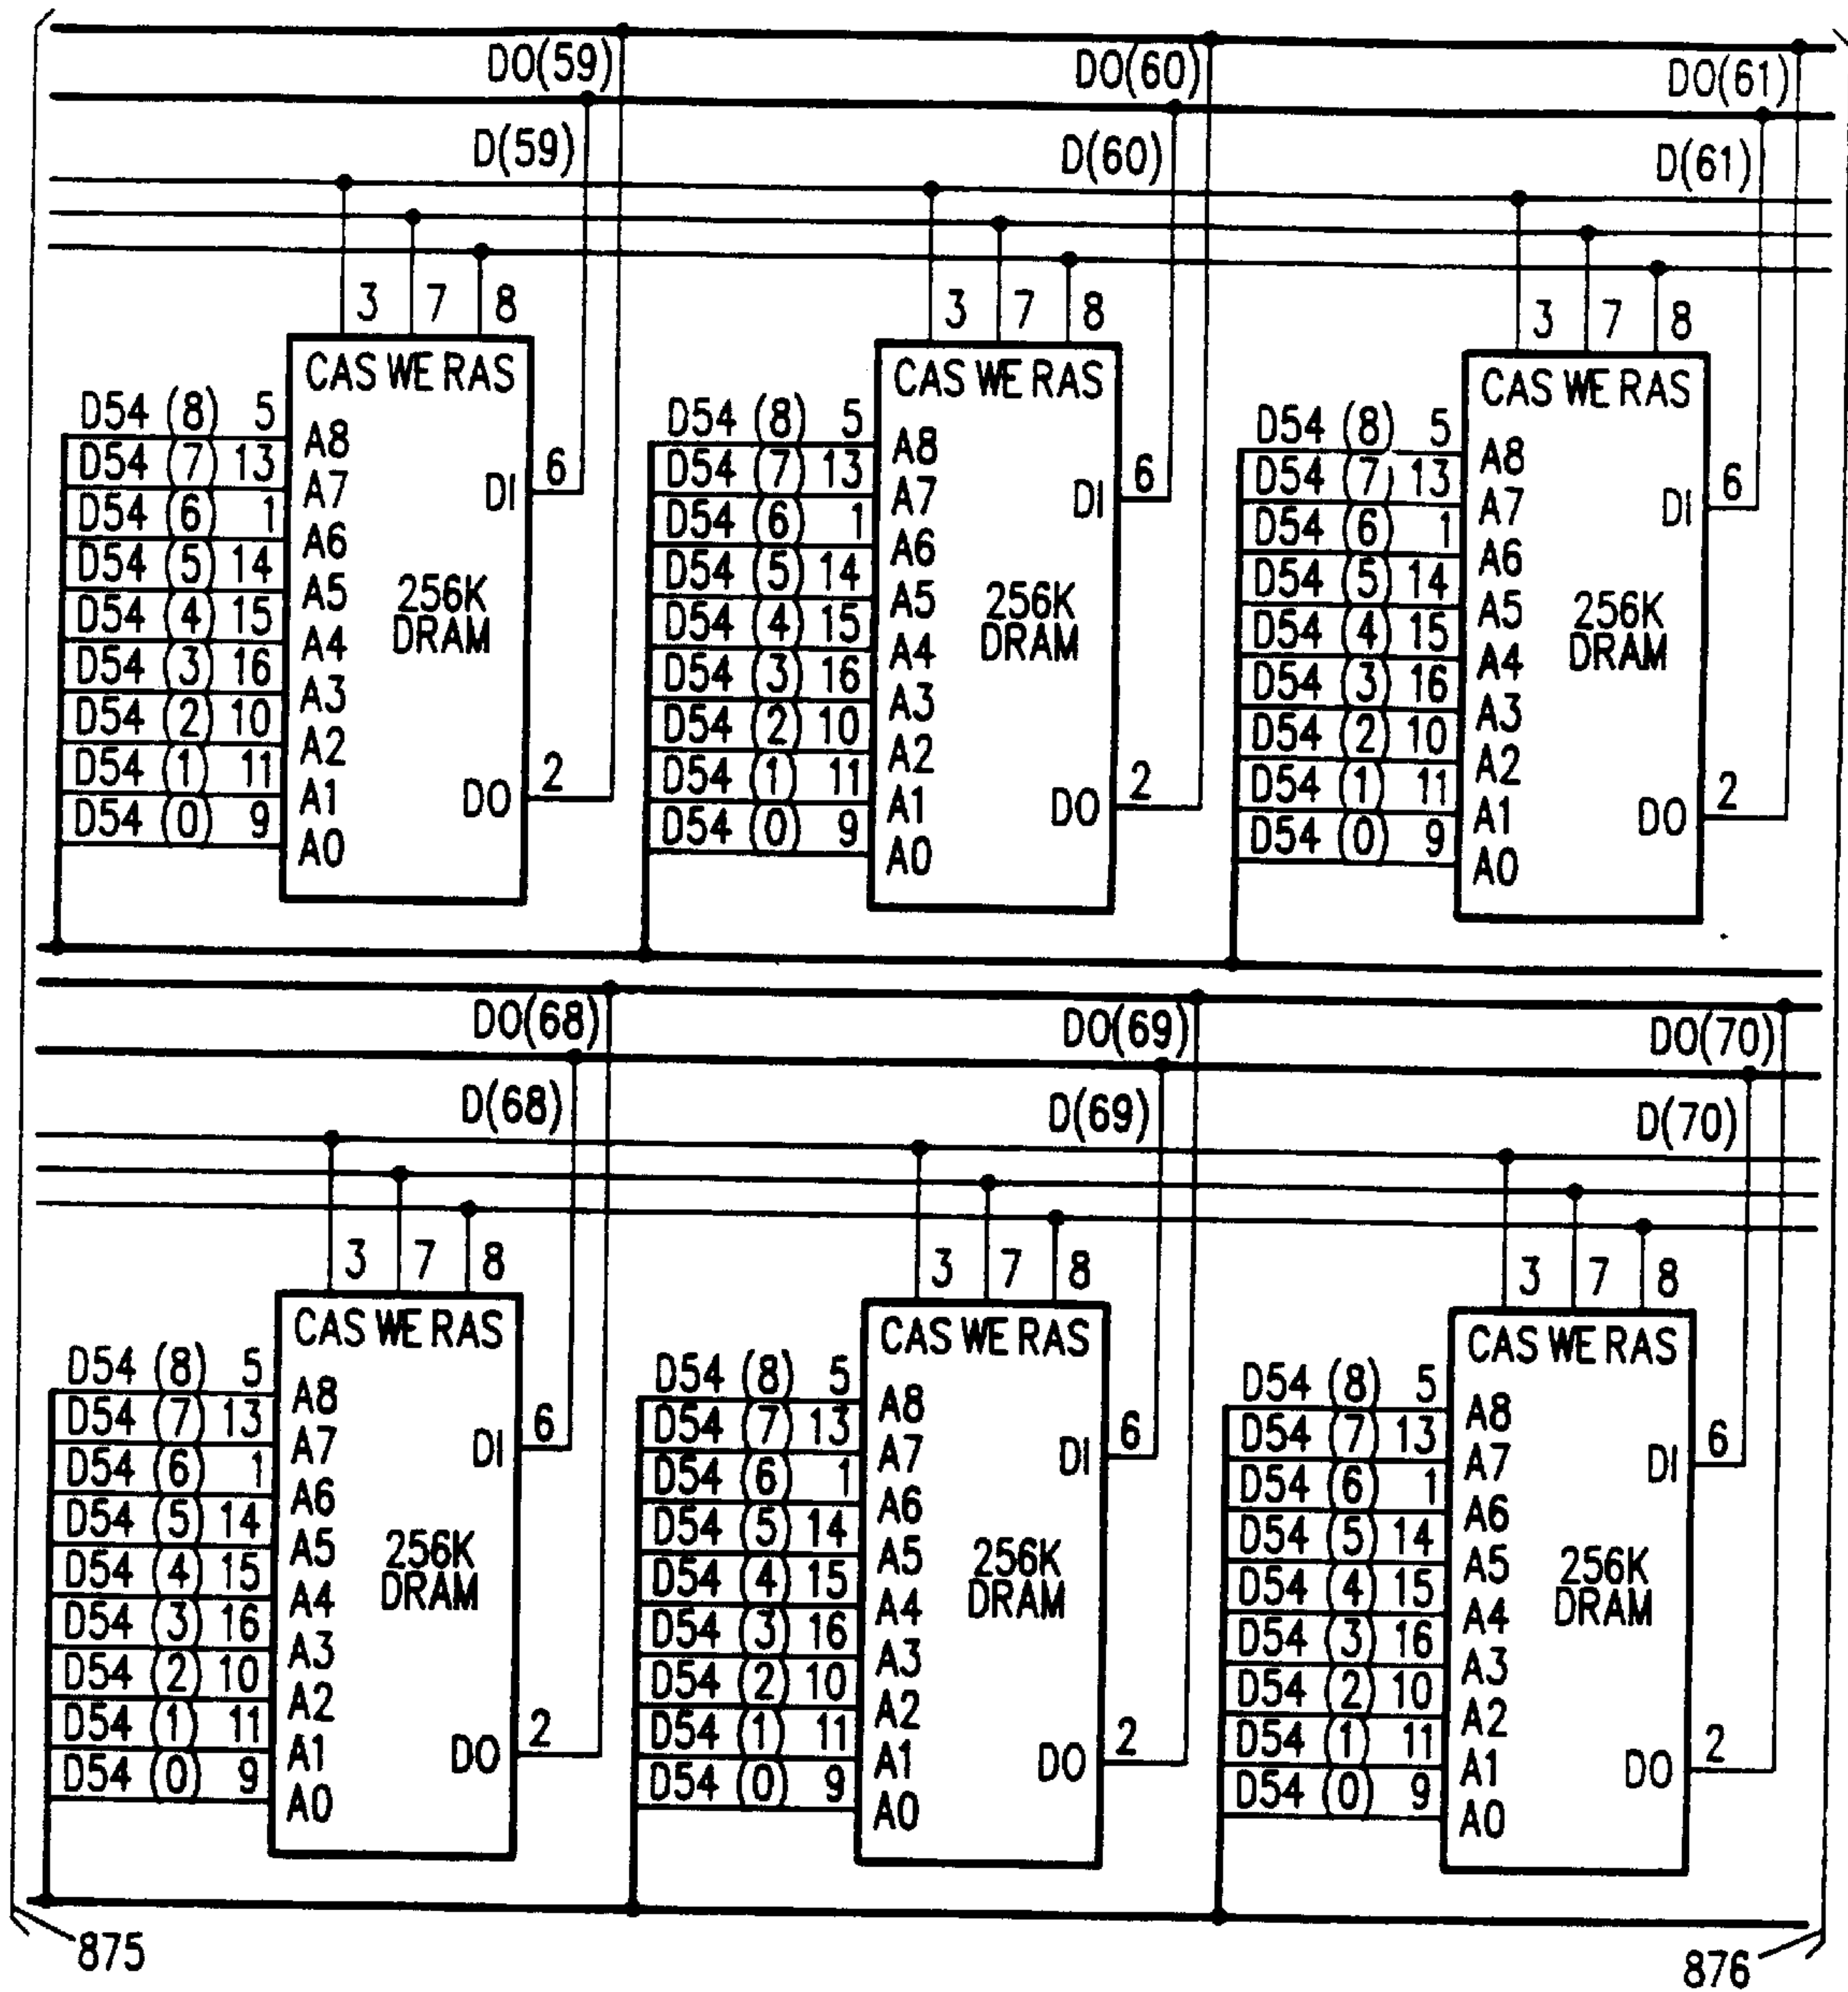 DO(59) DO(60) DO(61)
D(59) D(60) D(61)
3 7 8 3 7 8 3 7 8
CAS WE RAS CAS WE RAS CAS WE RAS
D54 (8) 5 A8 D54 (8) 5 A8 D54 (8) 5 A8
D54 (7) 13 A7 DI 6 D54 (7) 13 A7 DI 6 D54 (7) 13 A7 DI 6
D54 (6) 1 A6 D54 (6) 1 A6 D54 (6) 1 A6
D54 (5) 14 A5 256K D54 (5) 14 A5 256K D54 (5) 14 A5 256K
D54 (4) 15 A4 DRAM D54 (4) 15 A4 DRAM D54 (4) 15 A4 DRAM
D54 (3) 16 A3 D54 (3) 16 A3 D54 (3) 16 A3
D54 (2) 10 A2 D54 (2) 10 A2 D54 (2) 10 A2
D54 (1) 11 A1 DO 2 D54 (1) 11 A1 DO 2 D54 (1) 11 A1 DO 2
D54 (0) 9 A0 D54 (0) 9 A0 D54 (0) 9 A0
DO(68) DO(69) DO(70)
D(68) D(69) D(70)
3 7 8 3 7 8 3 7 8
CAS WE RAS CAS WE RAS CAS WE RAS
D54 (8) 5 A8 D54 (8) 5 A8 D54 (8) 5 A8
D54 (7) 13 A7 DI 6 D54 (7) 13 A7 DI 6 D54 (7) 13 A7 DI 6
D54 (6) 1 A6 D54 (6) 1 A6 D54 (6) 1 A6
D54 (5) 14 A5 256K D54 (5) 14 A5 256K D54 (5) 14 A5 256K
D54 (4) 15 A4 DRAM D54 (4) 15 A4 DRAM D54 (4) 15 A4 DRAM
D54 (3) 16 A3 D54 (3) 16 A3 D54 (3) 16 A3
D54 (2) 10 A2 D54 (2) 10 A2 D54 (2) 10 A2
D54 (1) 11 A1 DO 2 D54 (1) 11 A1 DO 2 D54 (1) 11 A1 DO 2
D54 (0) 9 A0 D54 (0) 9 A0 D54 (0) 9 A0
875 876